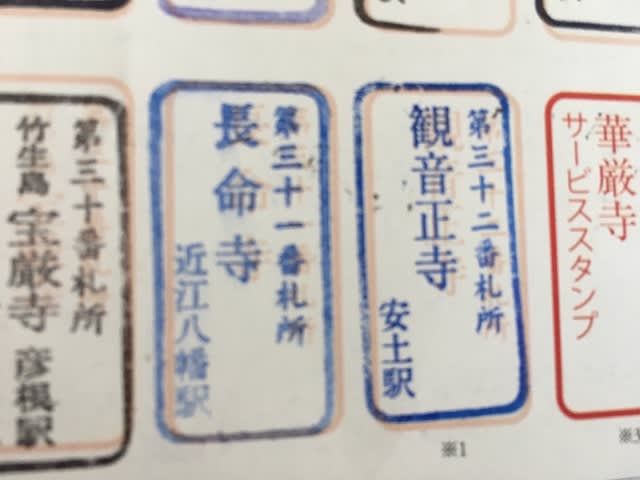 第三十番札所
竹生島 宝厳寺 彦根駅
第三十一番札所
長命寺
近江八幡駅
第三十二番札所
観音正寺
安土駅
※1
華厳寺
サービススタンプ